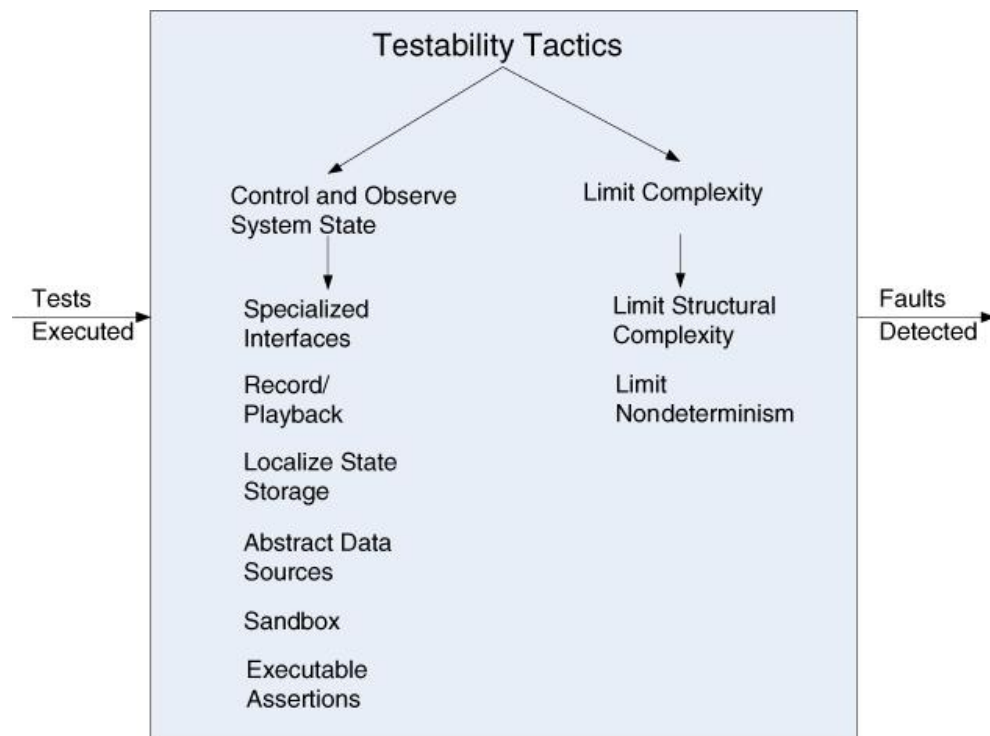 Testability Tactics
Control and Observe
System State
Limit Complexity
Tests
Executed
Specialized
Interfaces
Record/
Playback
Localize State
Storage
Abstract Data
Sources
Sandbox
Executable
Assertions
Limit Structural
Complexity
Limit
Nondeterminism
Faults
Detected